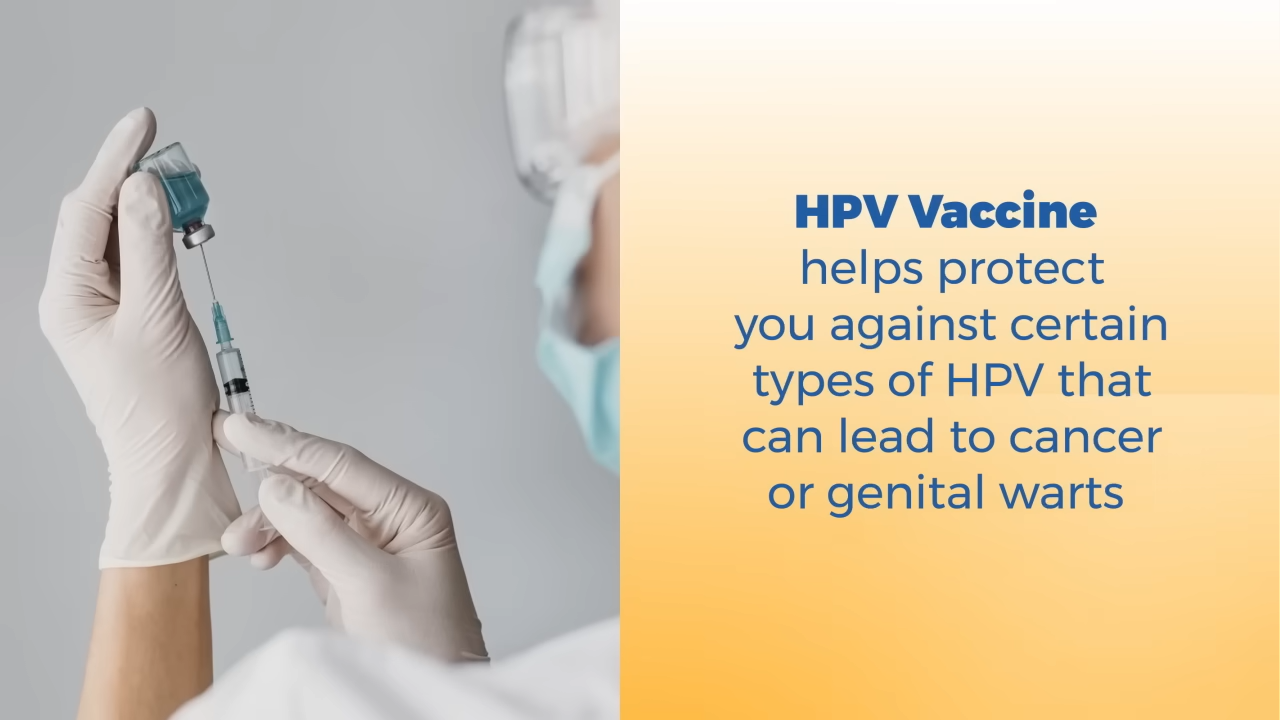 HPV Vaccine
helps protect
you against certain
types of HPV that
can lead to cancer
or genital warts